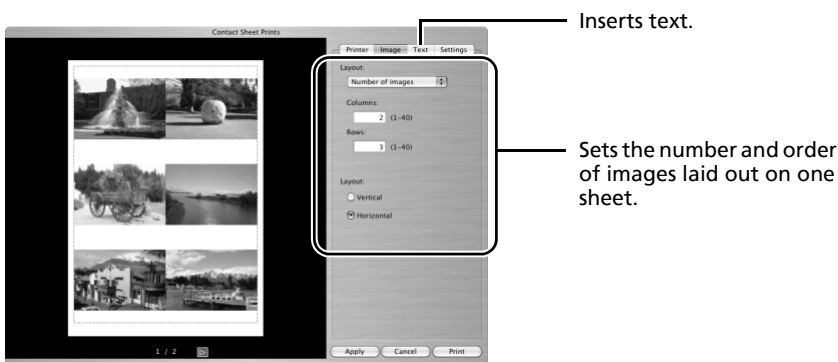 Contact Sheet Prints
Inserts text.
Printer Image Text Settings
Layout:
Number of images
Columns:
2 (1-40)
Rows:
3 (1-40)
Sets the number and order
of images laid out on one
sheet.
Layout:
Vertical
Horizontal
1 / 2
Apply Cancel Print